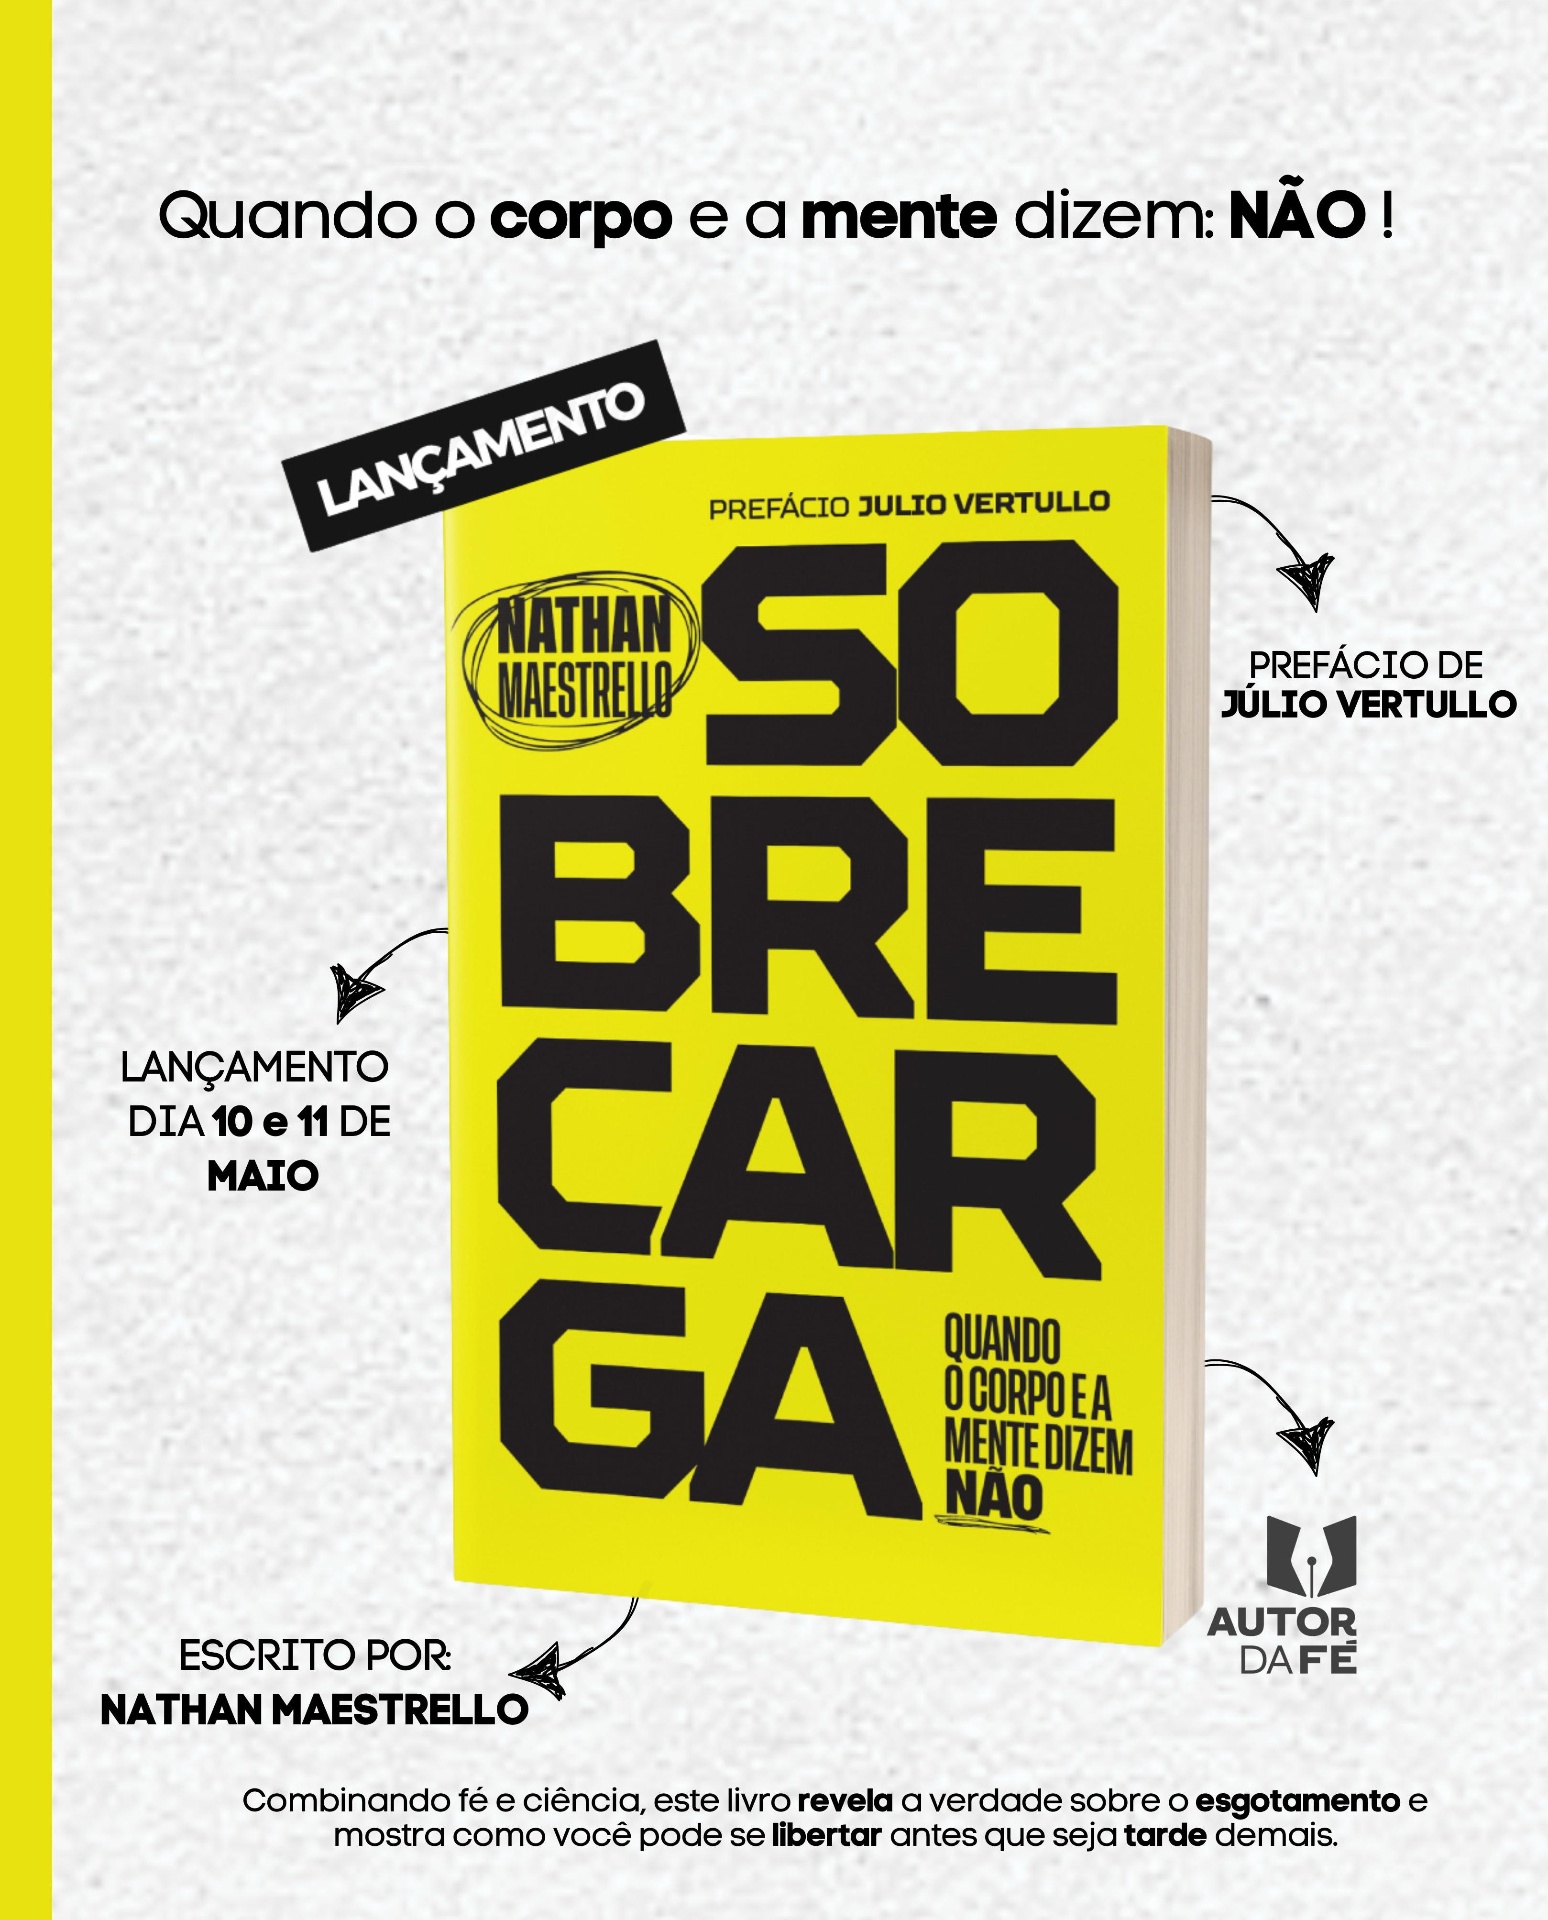 Quando o corpo e a mente dizem: NÃO !
LANÇAMENTO
PREFÁCIO JULIO VERTULLO
NATHAN
MAESTRELLO
SO
BRE
CAR
GA
QUANDO
O CORPO E A
MENTE DIZEM
NÃO
PREFÁCIO DE
JÚLIO VERTULLO
LANÇAMENTO
DIA 10 e 11 DE
MAIO
AUTOR
DA FÉ
ESCRITO POR:
NATHAN MAESTRELLO
Combinando fé e ciência, este livro revela a verdade sobre o esgotamento e
mostra como você pode se libertar antes que seja tarde demais.